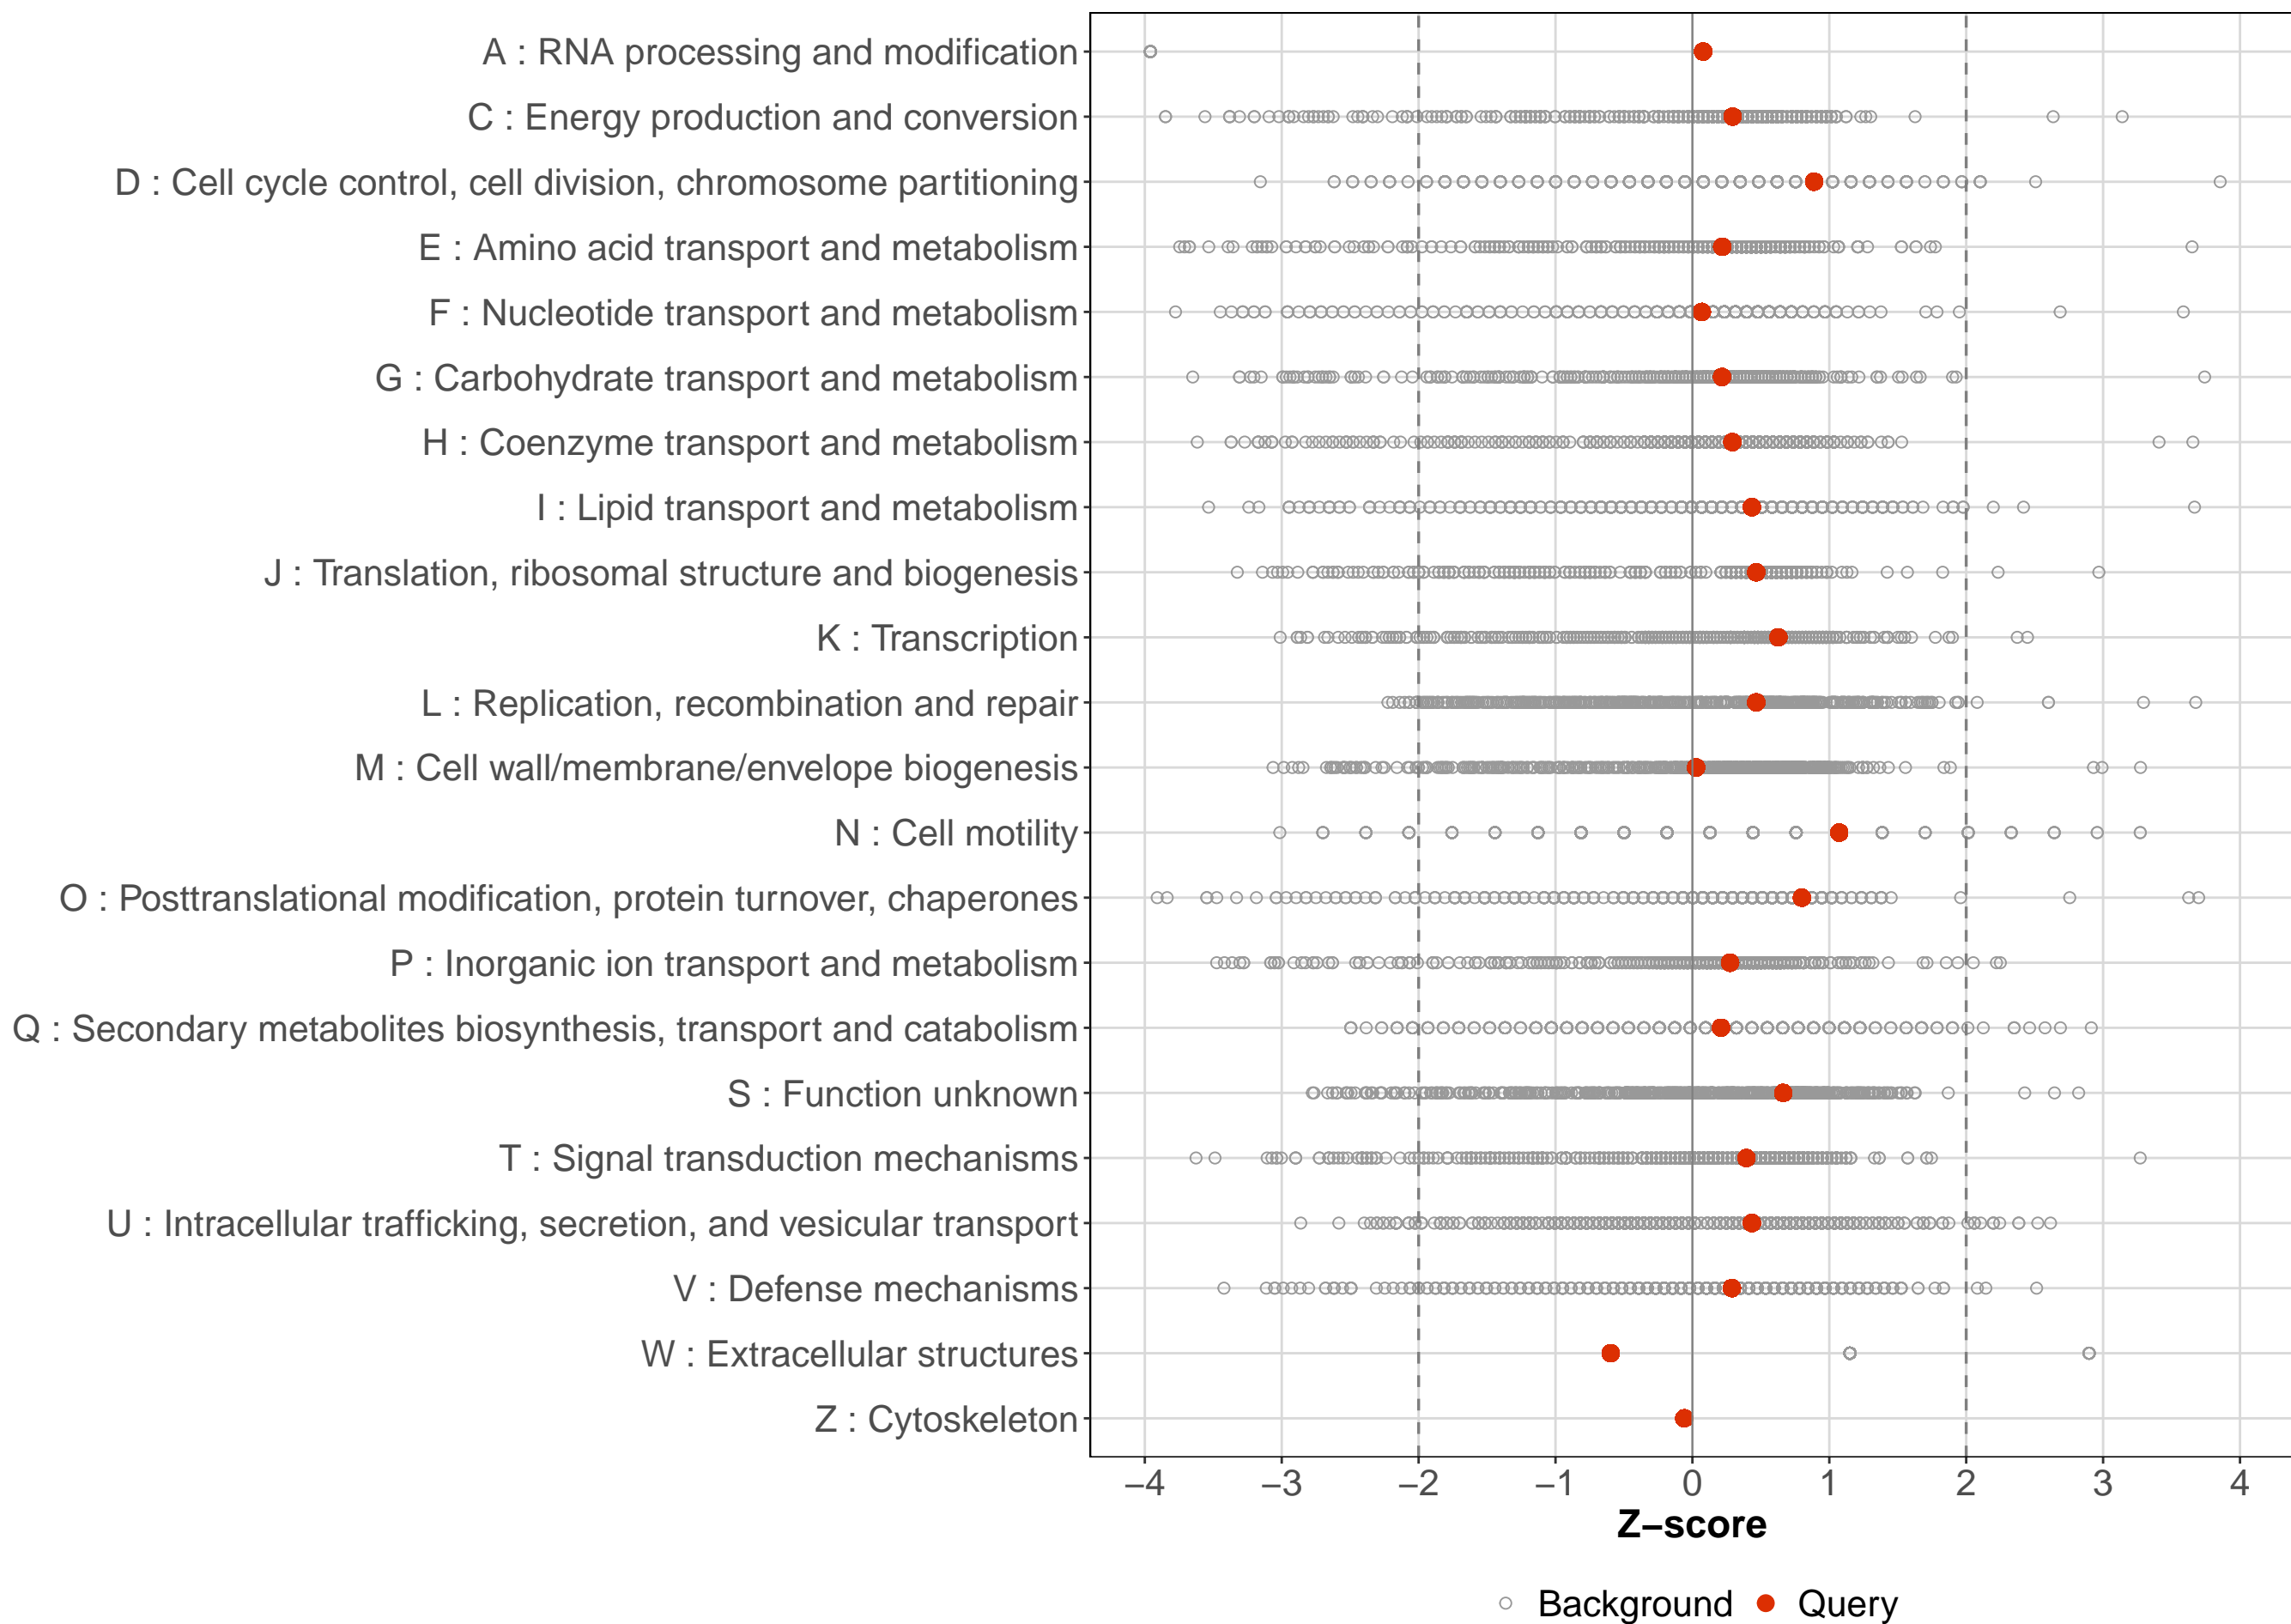 A : RNA processing and modification
C : Energy production and conversion
D : Cell cycle control, cell division, chromosome partitioning
E : Amino acid transport and metabolism
F : Nucleotide transport and metabolism
G : Carbohydrate transport and metabolism
H : Coenzyme transport and metabolism
I : Lipid transport and metabolism
J : Translation, ribosomal structure and biogenesis
K : Transcription
L : Replication, recombination and repair
M : Cell wall/membrane/envelope biogenesis
N : Cell motility
O : Posttranslational modification, protein turnover, chaperones
P : Inorganic ion transport and metabolism
Q : Secondary metabolites biosynthesis, transport and catabolism
S : Function unknown
T : Signal transduction mechanisms
U : Intracellular trafficking, secretion, and vesicular transport
V : Defense mechanisms
W : Extracellular structures
Z : Cytoskeleton
−4 −3 −2 −1 0 1 2 3 4
Z−score
Background Query